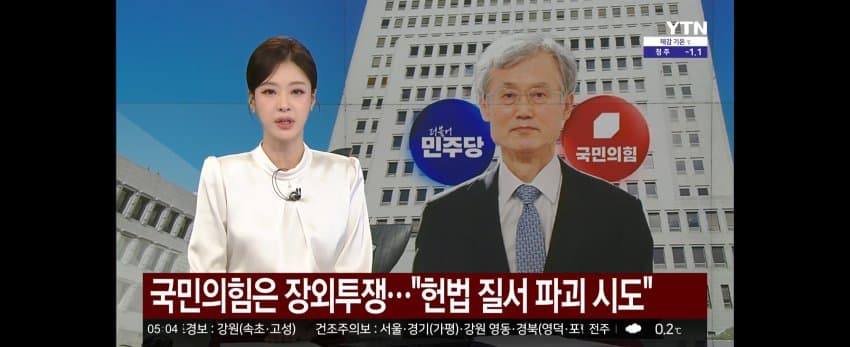 YTN
체감 기온 ℃
청주 -1.1
더불어
민주당
국민의힘
국민의힘은 장외투쟁…"헌법 질서 파괴 시도"
05:04 경보 : 강원(속초·고성) 건조주의보 : 서울·경기(가평)·강원 영동·경북(영덕·포 전주 0.2℃